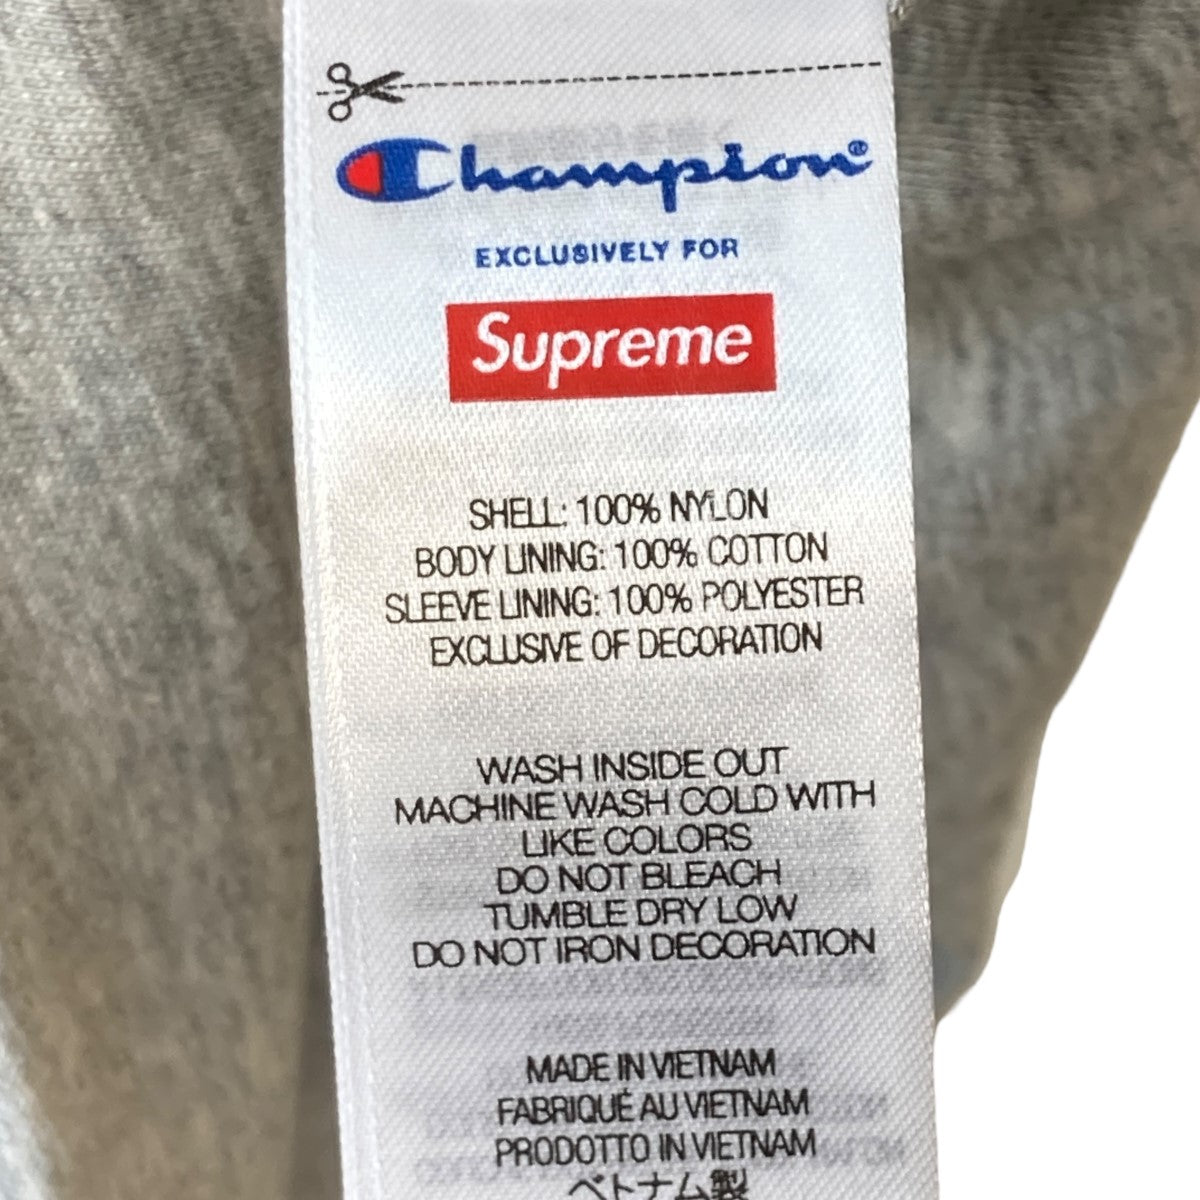 Champion®
EXCLUSIVELY FOR
Supreme
SHELL: 100% NYLON
BODY LINING: 100% COTTON
SLEEVE LINING: 100% POLYESTER
EXCLUSIVE OF DECORATION
WASH INSIDE OUT
MACHINE WASH COLD WITH
LIKE COLORS
DO NOT BLEACH
TUMBLE DRY LOW
DO NOT IRON DECORATION
MADE IN VIETNAM
FABRIQUÉ AU VIETNAM
PRODOTTO IN VIETNAM
ベトナム製